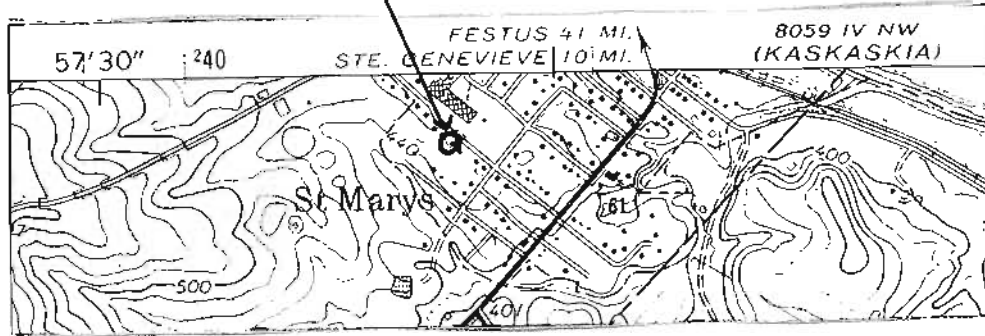 FESTUS 41 MI.
8059 IV NW
57'30" 240
STE. GENEVIEVE 10 MI.
(KASKASKIA)
440
400
St Marys
61
500
40